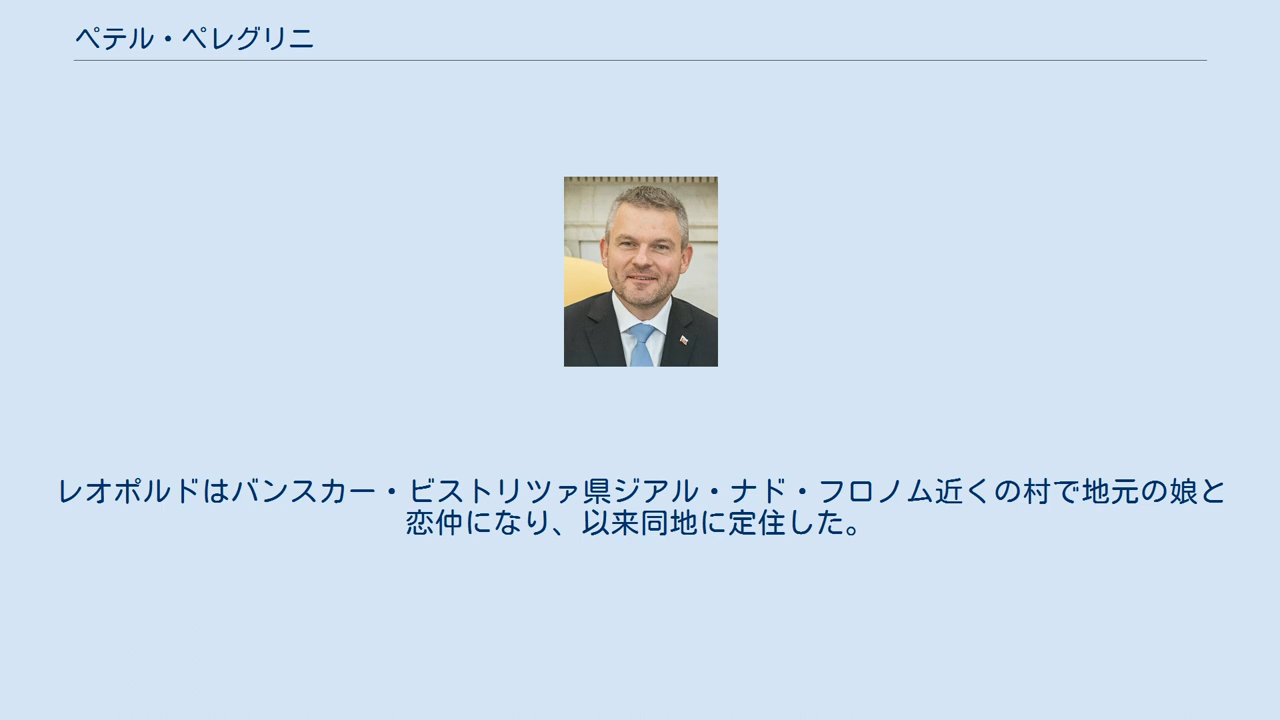 ペテル・ペレグリニ
レオポルドはバンスカー・ビストリツァ県ジアル・ナド・フロノム近くの村で地元の娘と
恋仲になり、以来同地に定住した。